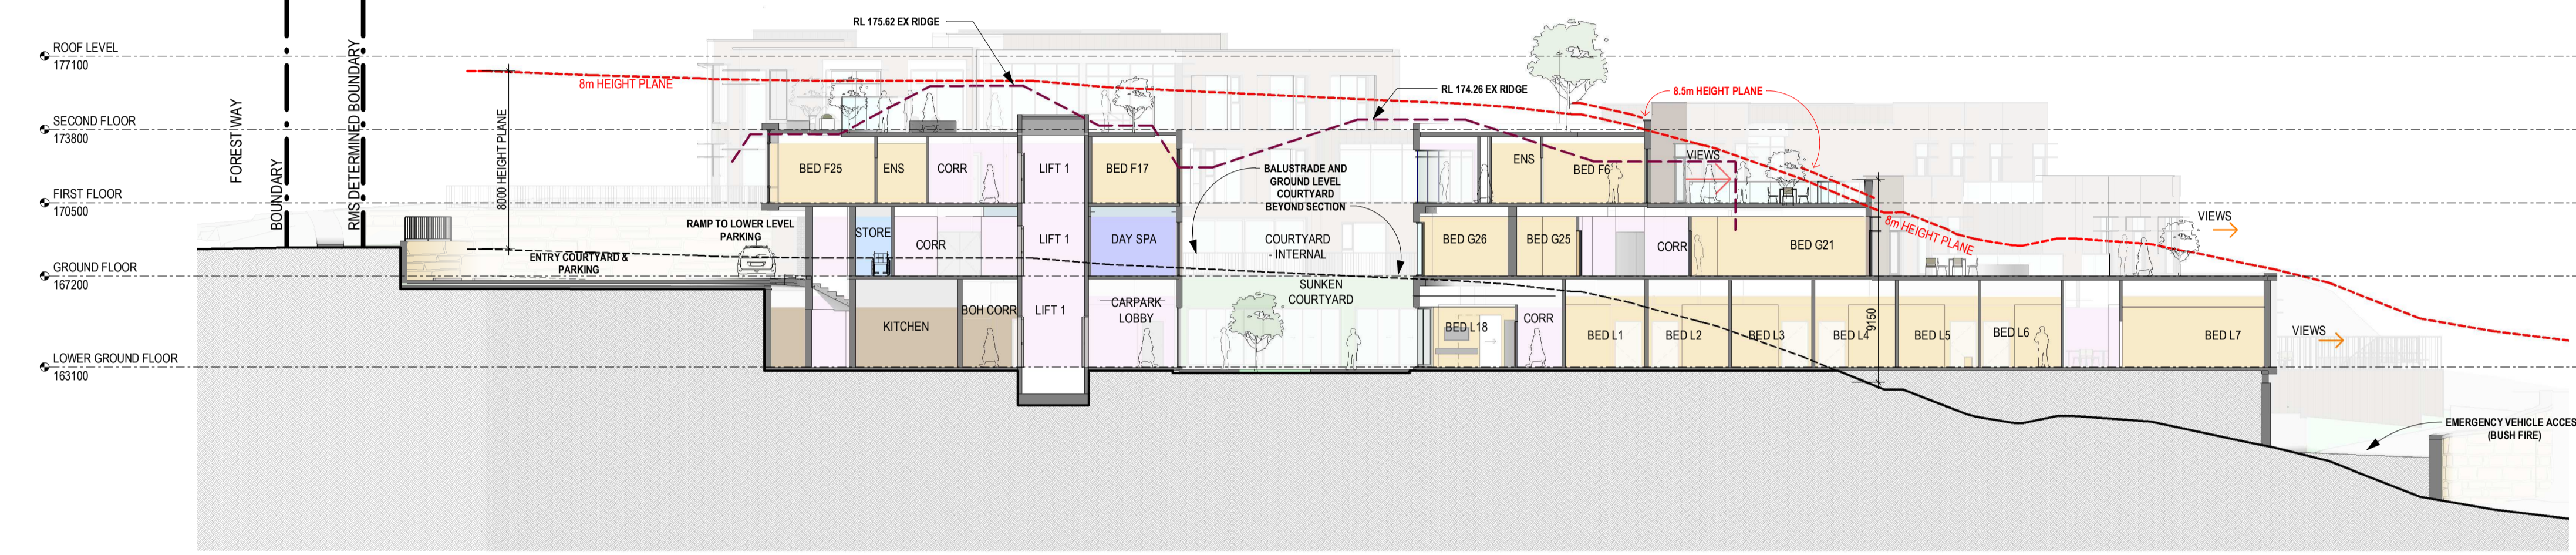 RL 175.62 EX RIDGE
ROOF LEVEL
177100
8m HEIGHT PLANE
RL 174.26 EX RIDGE
8.5m HEIGHT PLANE
FOREST WAY
BOUNDARY
RMS DETERMINED BOUNDARY
8000 HEIGHT PLANE
SECOND FLOOR
173800
BED F25
ENS
CORR
LIFT 1
BED F17
BALUSTRADE AND
GROUND LEVEL
COURTYARD
BEYOND SECTION
ENS
BED F6
VIEWS
FIRST FLOOR
170500
RAMP TO LOWER LEVEL
PARKING
STORE
CORR
LIFT 1
DAY SPA
COURTYARD
- INTERNAL
BED G26
BED G25
CORR
BED G21
8m HEIGHT PLANE
VIEWS
ENTRY COURTYARD &
PARKING
GROUND FLOOR
167200
SUNKEN
COURTYARD
KITCHEN
BOH CORR
LIFT 1
CARPARK
LOBBY
BED L18
CORR
BED L1
BED L2
BED L3
BED L4
9150
BED L5
BED L6
BED L7
VIEWS
LOWER GROUND FLOOR
163100
EMERGENCY VEHICLE ACCES
(BUSH FIRE)